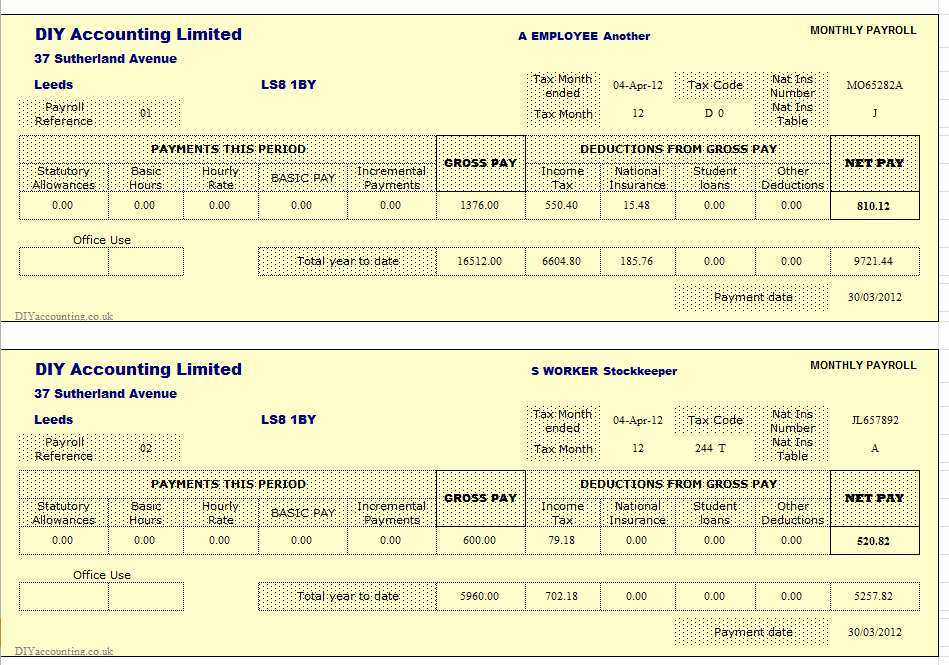 DIY Accounting Limited A EMPLOYEE Another MONTHLY PAYROLL
37 Sutherland Avenue
Leeds LS8 1BY Tax Month ended 04-Apr-12 Tax Code Nat Ins Number MO65282A
Payroll Reference 01 Tax Month 12 D 0 Nat Ins Table J
PAYMENTS THIS PERIOD GROSS PAY DEDUCTIONS FROM GROSS PAY NET PAY
Statutory Allowances Basic Hours Hourly Rate BASIC PAY Incremental Payments Income Tax National Insurance Student loans Other Deductions
0.00 0.00 0.00 0.00 0.00 1376.00 550.40 15.48 0.00 0.00 810.12
Office Use
Total year to date 16512.00 6604.80 185.76 0.00 0.00 9721.44
Payment date 30/03/2012
DIYaccounting.co.uk
DIY Accounting Limited S WORKER Stockkeeper MONTHLY PAYROLL
37 Sutherland Avenue
Leeds LS8 1BY Tax Month ended 04-Apr-12 Tax Code Nat Ins Number JL657892
Payroll Reference 02 Tax Month 12 244 T Nat Ins Table A
PAYMENTS THIS PERIOD GROSS PAY DEDUCTIONS FROM GROSS PAY NET PAY
Statutory Allowances Basic Hours Hourly Rate BASIC PAY Incremental Payments Income Tax National Insurance Student loans Other Deductions
0.00 0.00 0.00 0.00 0.00 600.00 79.18 0.00 0.00 0.00 520.82
Office Use
Total year to date 5960.00 702.18 0.00 0.00 0.00 5257.82
Payment date 30/03/2012
DIYaccounting.co.uk